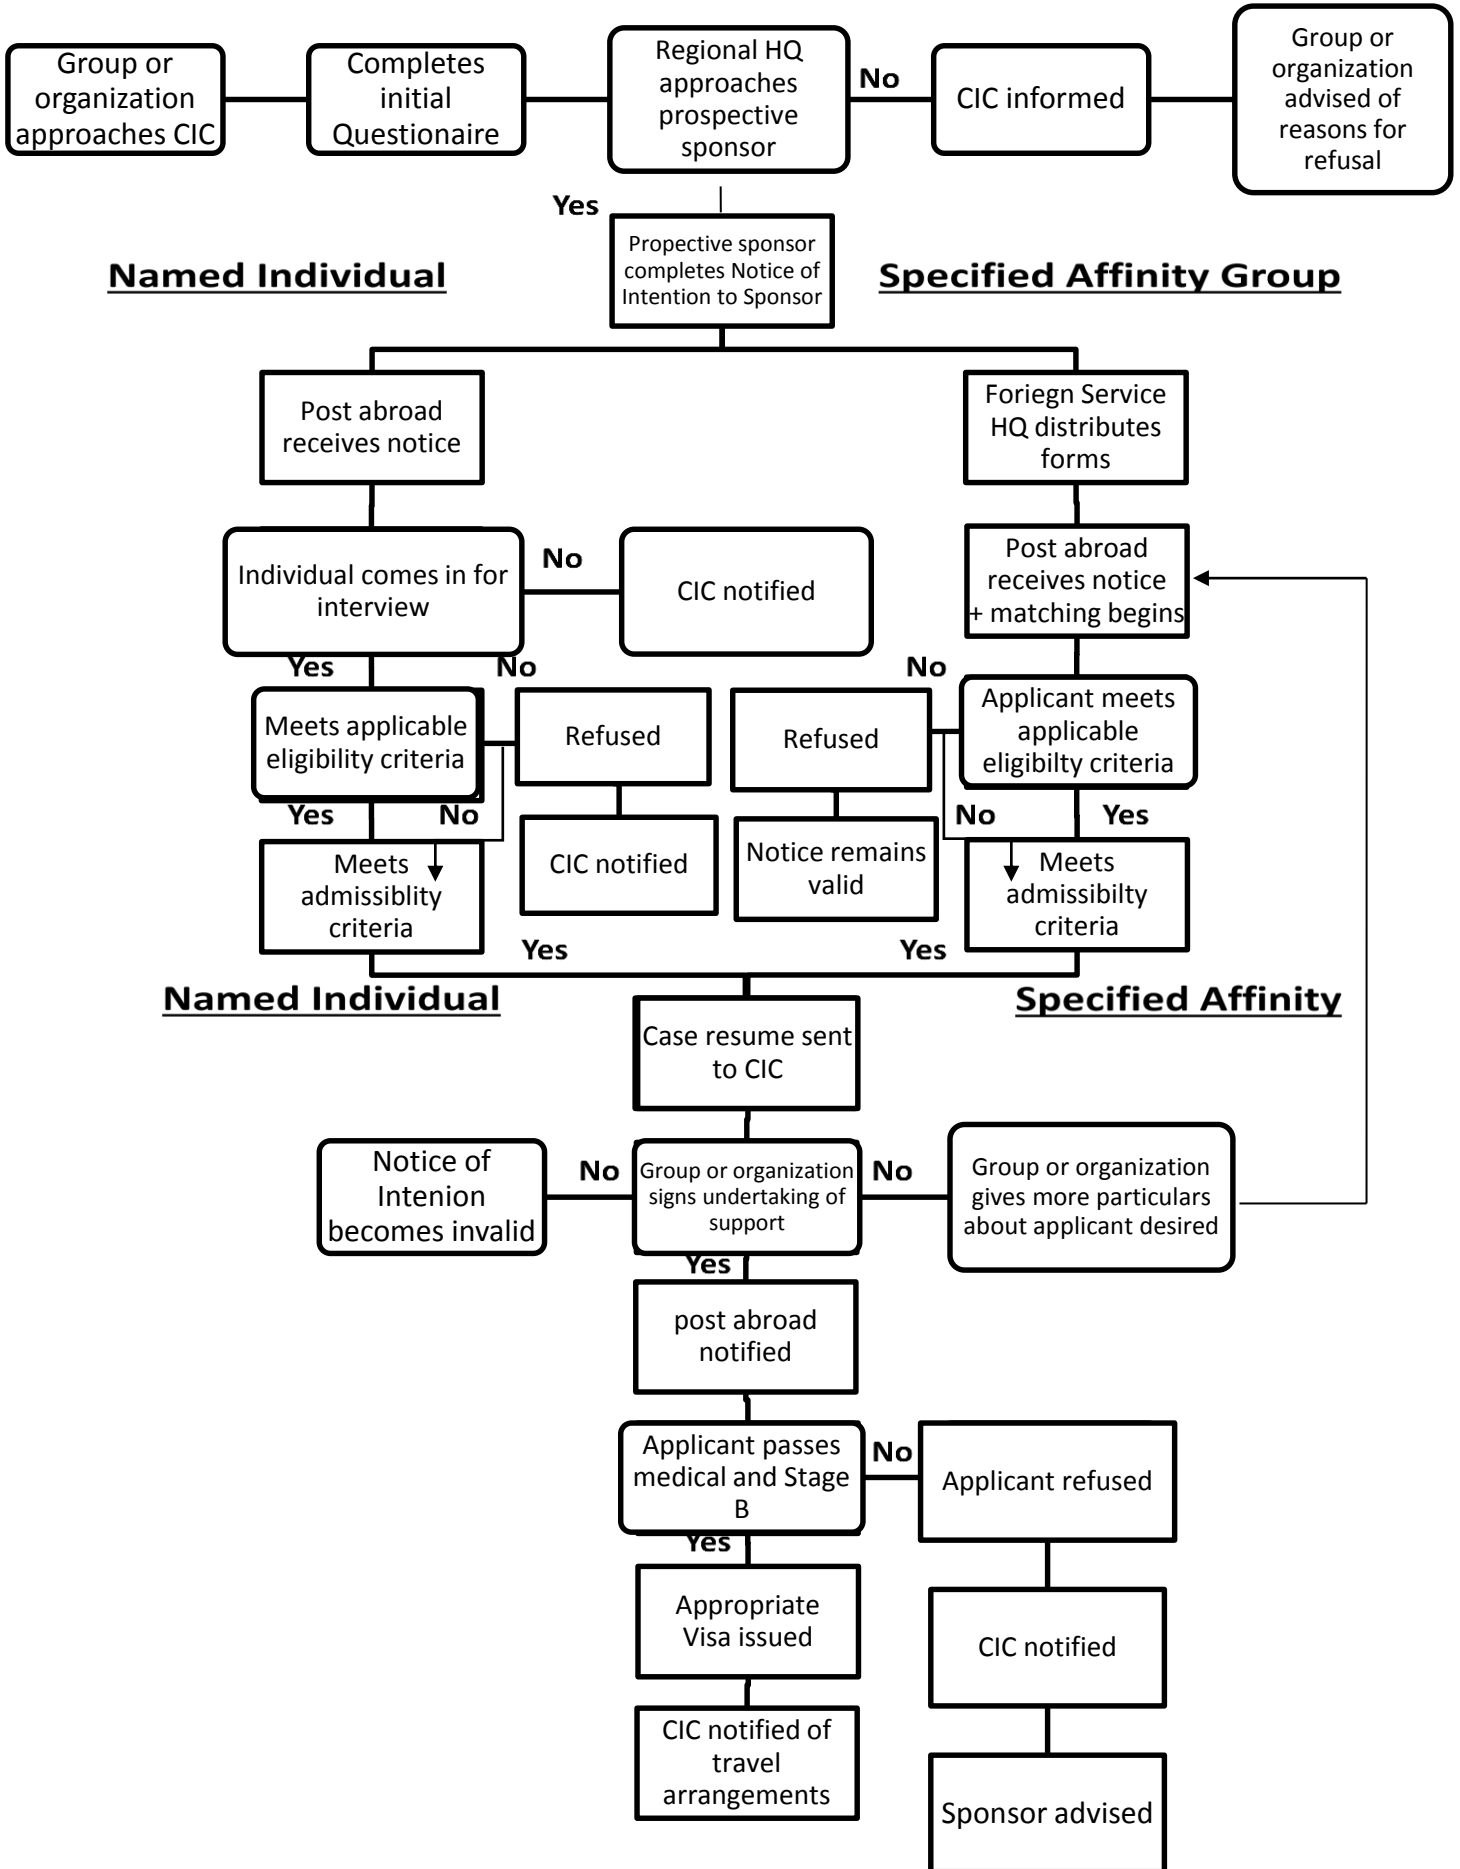 Group or
organization
approaches CIC
Completes
initial
Questionaire
Regional HQ
approaches
prospective
sponsor
No
CIC informed
Group or
organization
advised of
reasons for
refusal
Yes
Propective sponsor
completes Notice of
Intention to Sponsor
Named Individual
Specified Affinity Group
Post abroad
receives notice
Foriegn Service
HQ distributes
forms
Individual comes in for
interview
No
CIC notified
Post abroad
receives notice
+ matching begins
Yes
No
No
Meets applicable
eligibility criteria
Refused
Refused
Applicant meets
applicable
eligibilty criteria
Yes
No
No
Yes
Meets
admissiblity
criteria
CIC notified
Notice remains
valid
Meets
admissibilty
criteria
Yes
Yes
Named Individual
Specified Affinity
Case resume sent
to CIC
Notice of
Intenion
becomes invalid
No
Group or organization
signs undertaking of
support
No
Group or organization
gives more particulars
about applicant desired
Yes
post abroad
notified
Applicant passes
medical and Stage
B
No
Applicant refused
Yes
Appropriate
Visa issued
CIC notified
CIC notified of
travel
arrangements
Sponsor advised